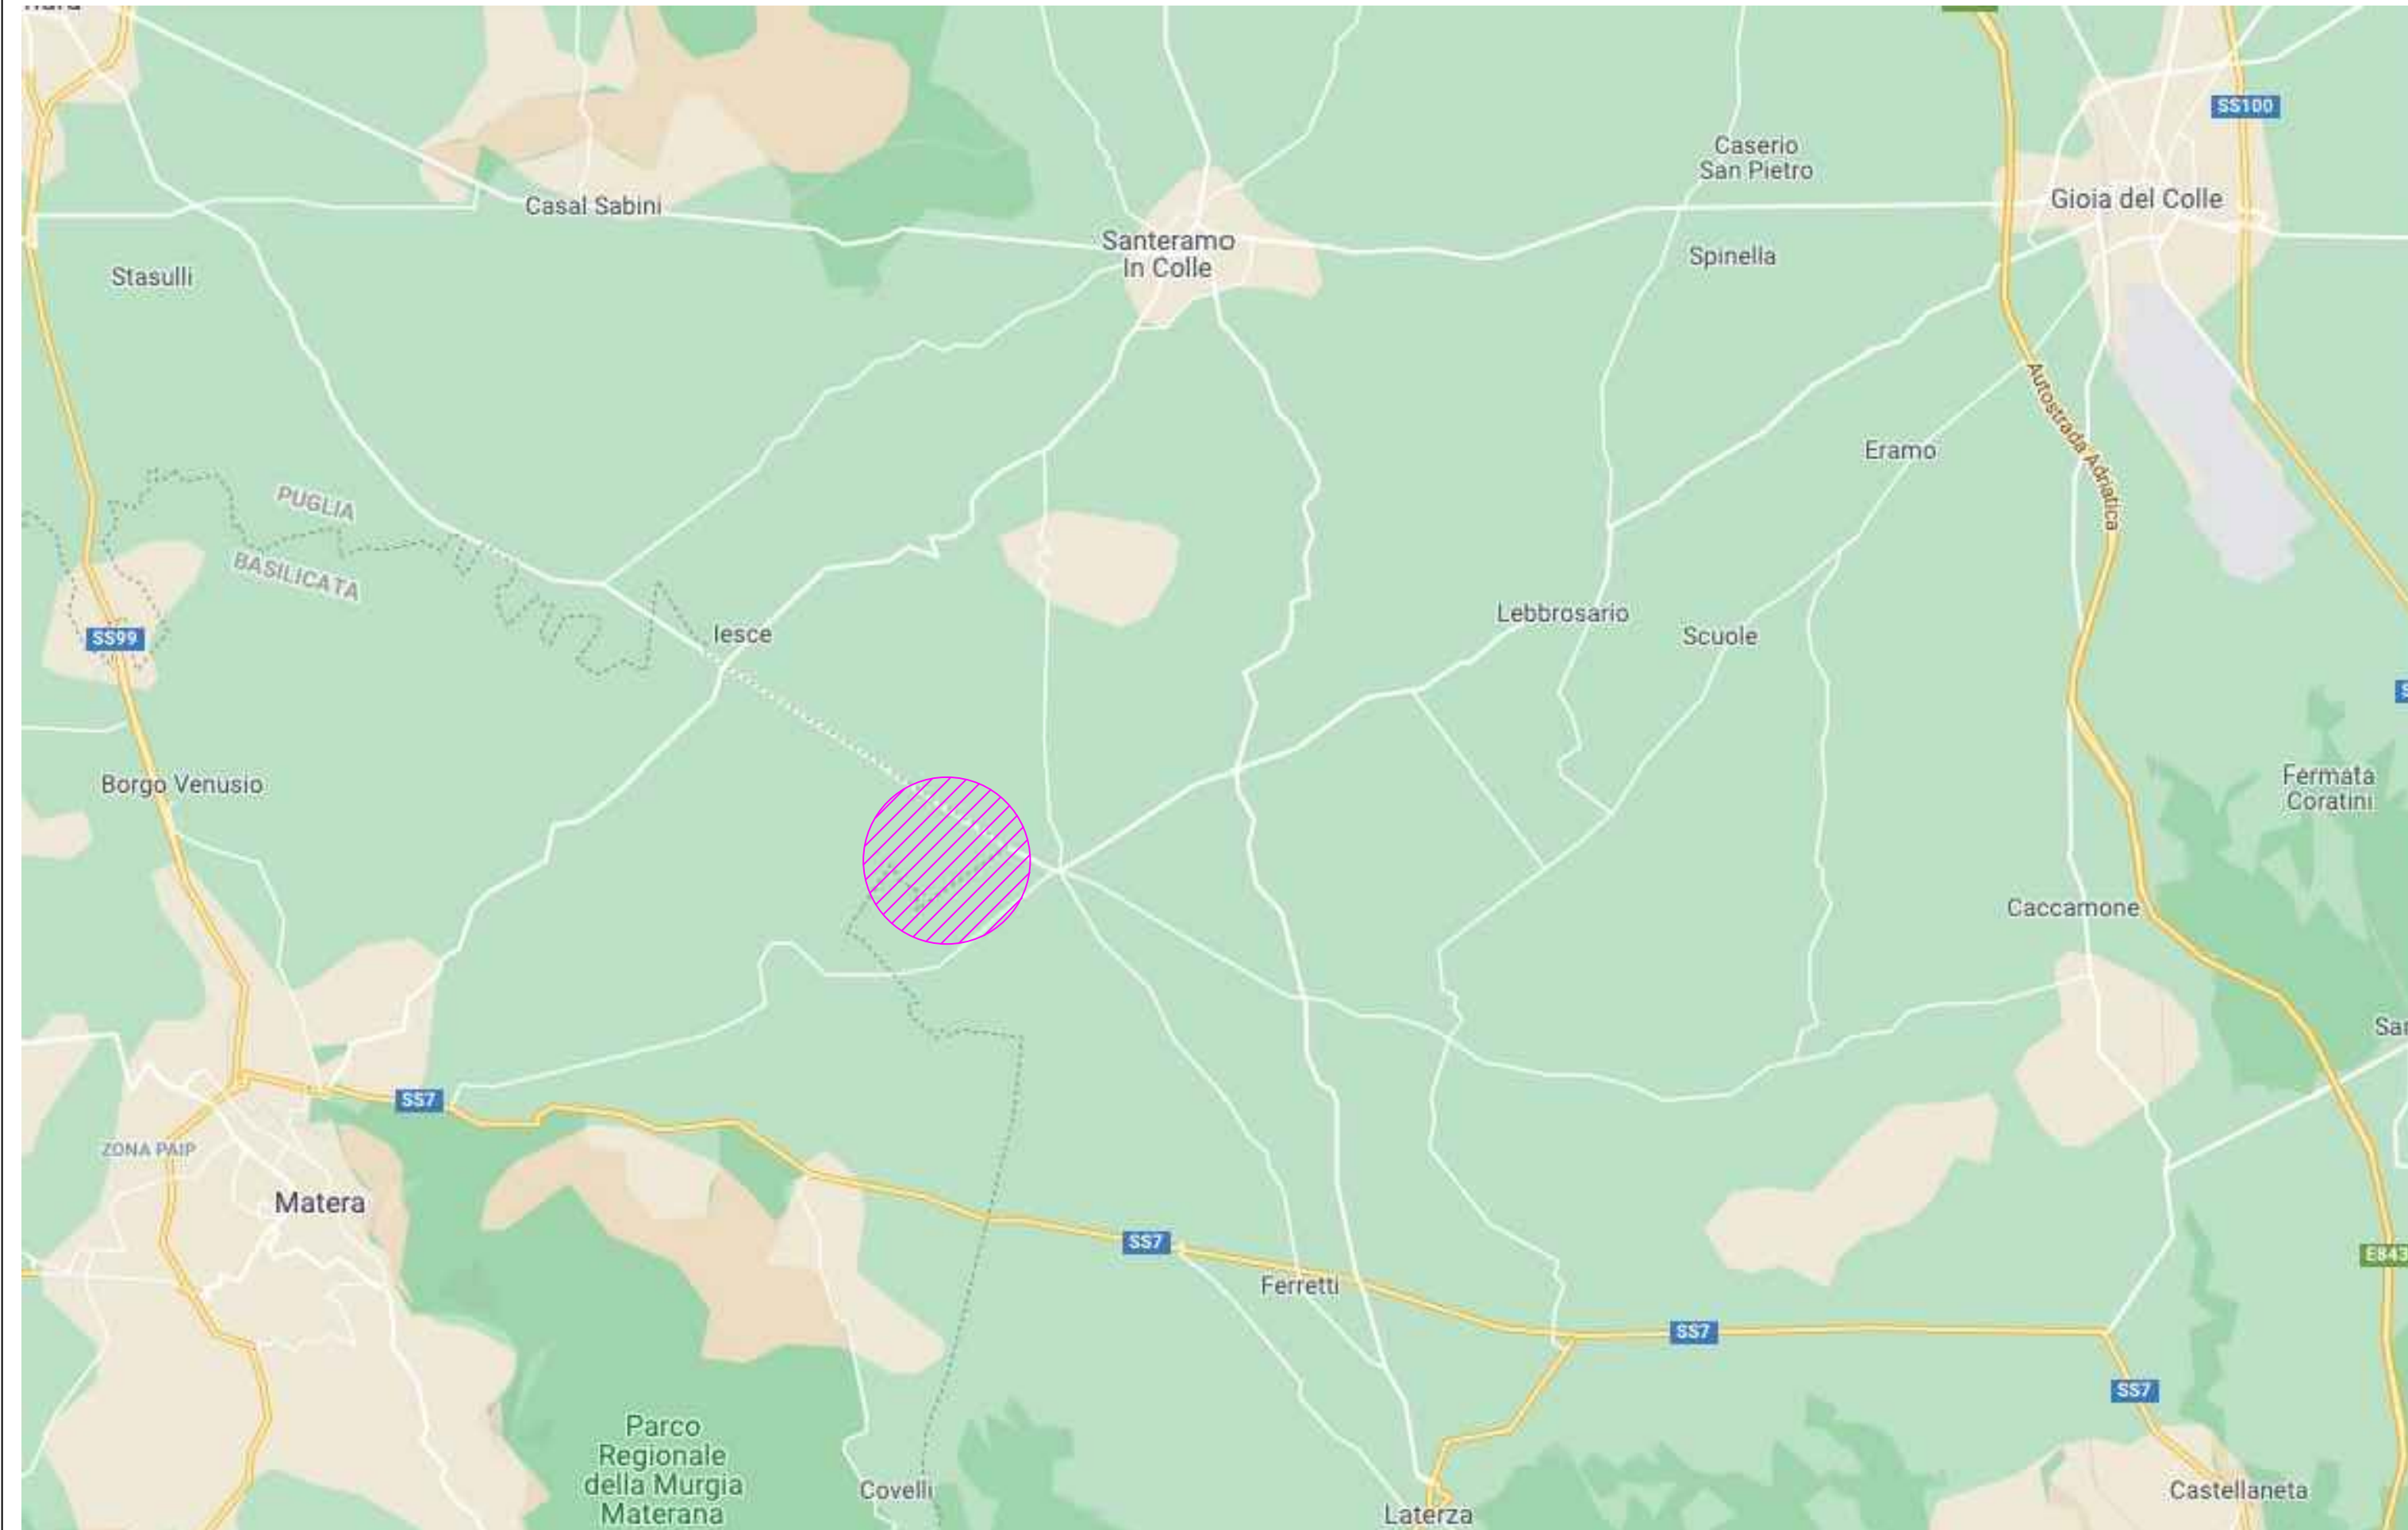 SS100
Caserio
San Pietro
Gioia del Colle
Casal Sabini
Santeramo
In Colle
Spinella
Stasulli
Autostrada Adriatica
Eramo
PUGLIA
BASILICATA
Lebbrosario
Iesce
Scuole
SS99
Fermata
Coratini
Borgo Venusio
Caccamone
SS7
ZONA PAIP
Matera
SS7
E843
Ferretti
SS7
SS7
Parco
Regionale
della Murgia
Materana
Covelli
Castellaneta
Laterza